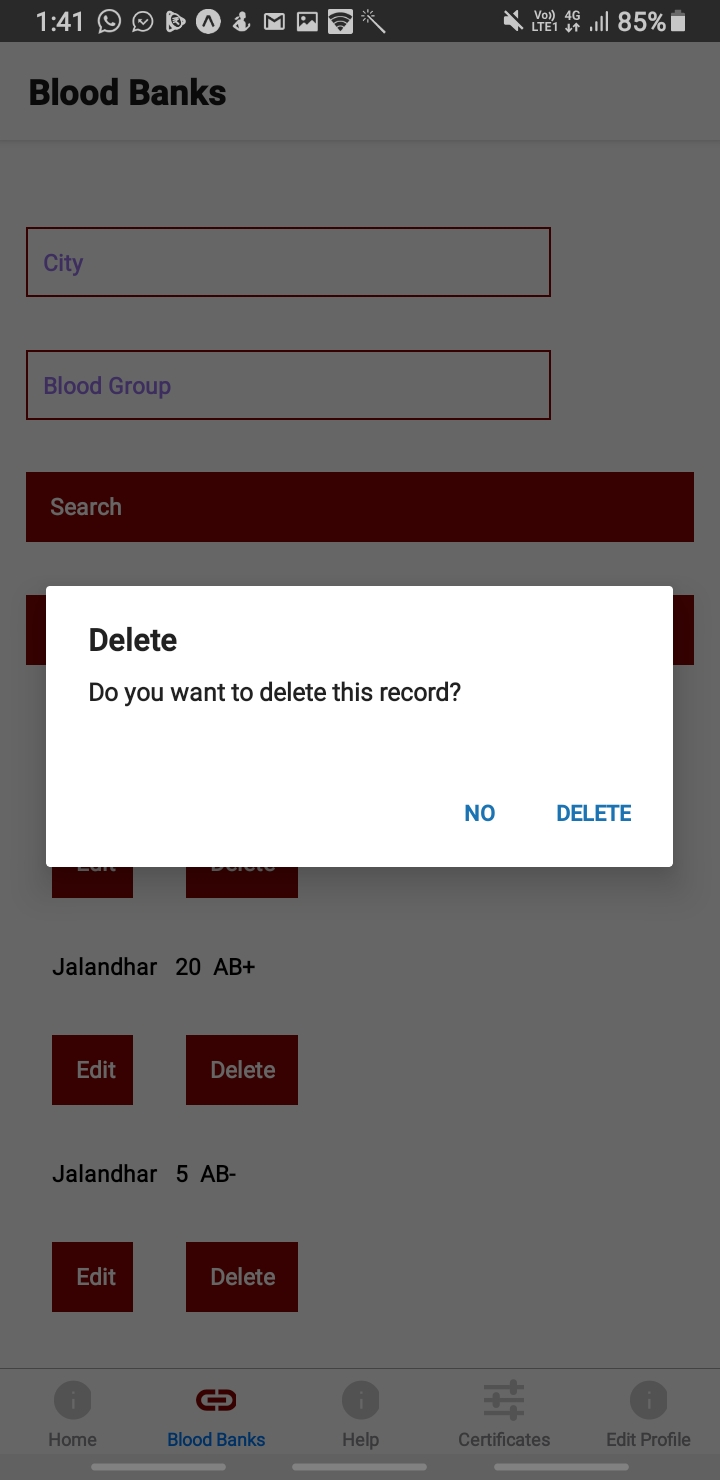 1:41 Vo)) LTE1 4G 85%
Blood Banks
City
Blood Group
Search
Delete
Do you want to delete this record?
NO DELETE
Edit Delete
Jalandhar 20 AB+
Edit Delete
Jalandhar 5 AB-
Edit Delete
Home Blood Banks Help Certificates Edit Profile